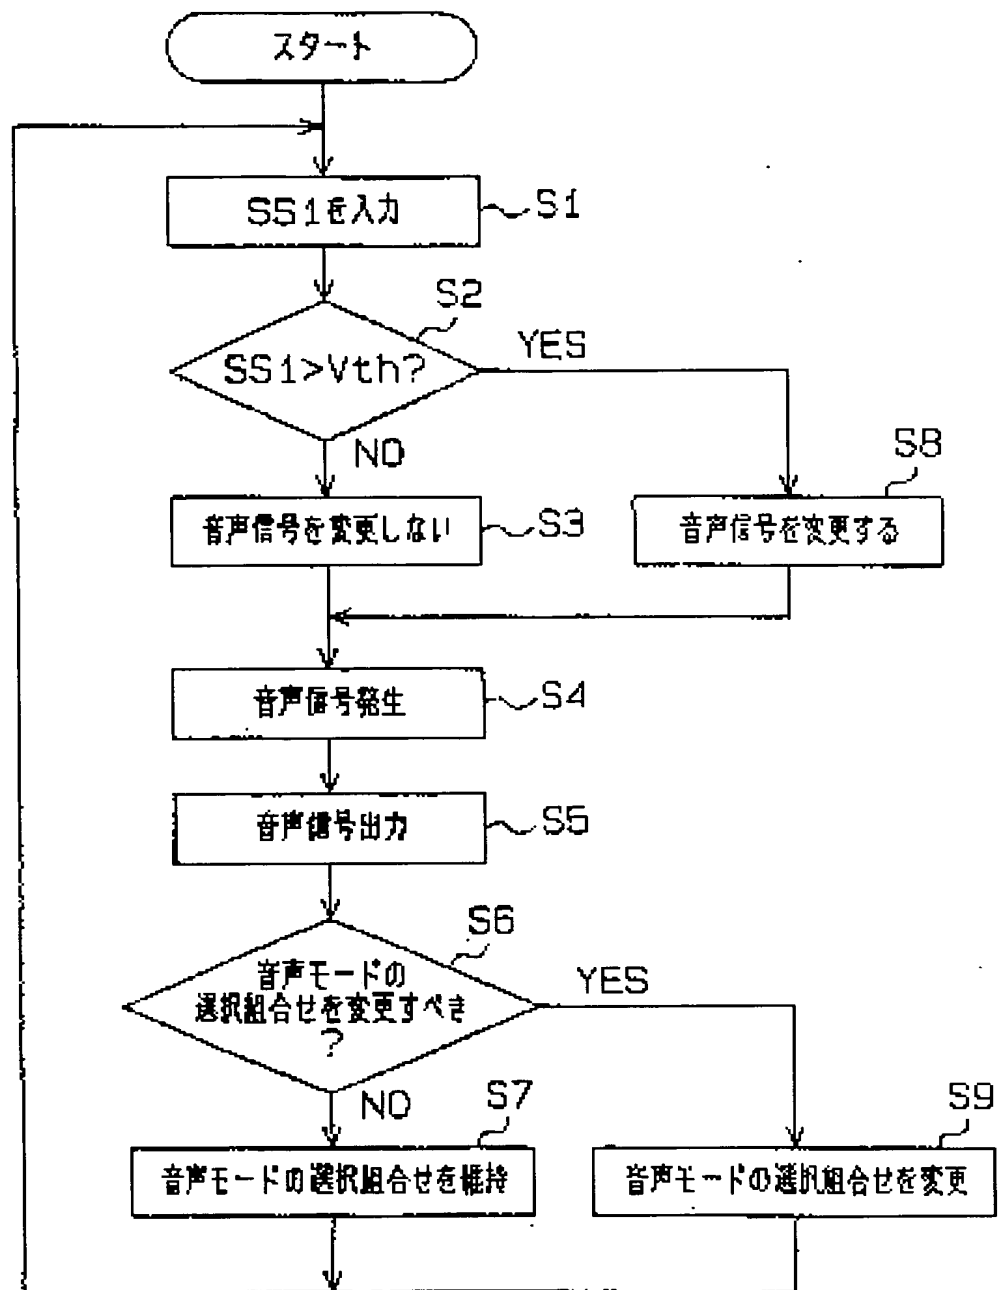 スタート
SS1を入力
S1
S2
SS1>Vth?
YES
NO
S8
音声信号を変更しない
S3
音声信号を変更する
音声信号発生
S4
音声信号出力
S5
S6
音声モードの
選択組合せを変更すべき
?
YES
NO
S7
S9
音声モードの選択組合せを維持
音声モードの選択組合せを変更